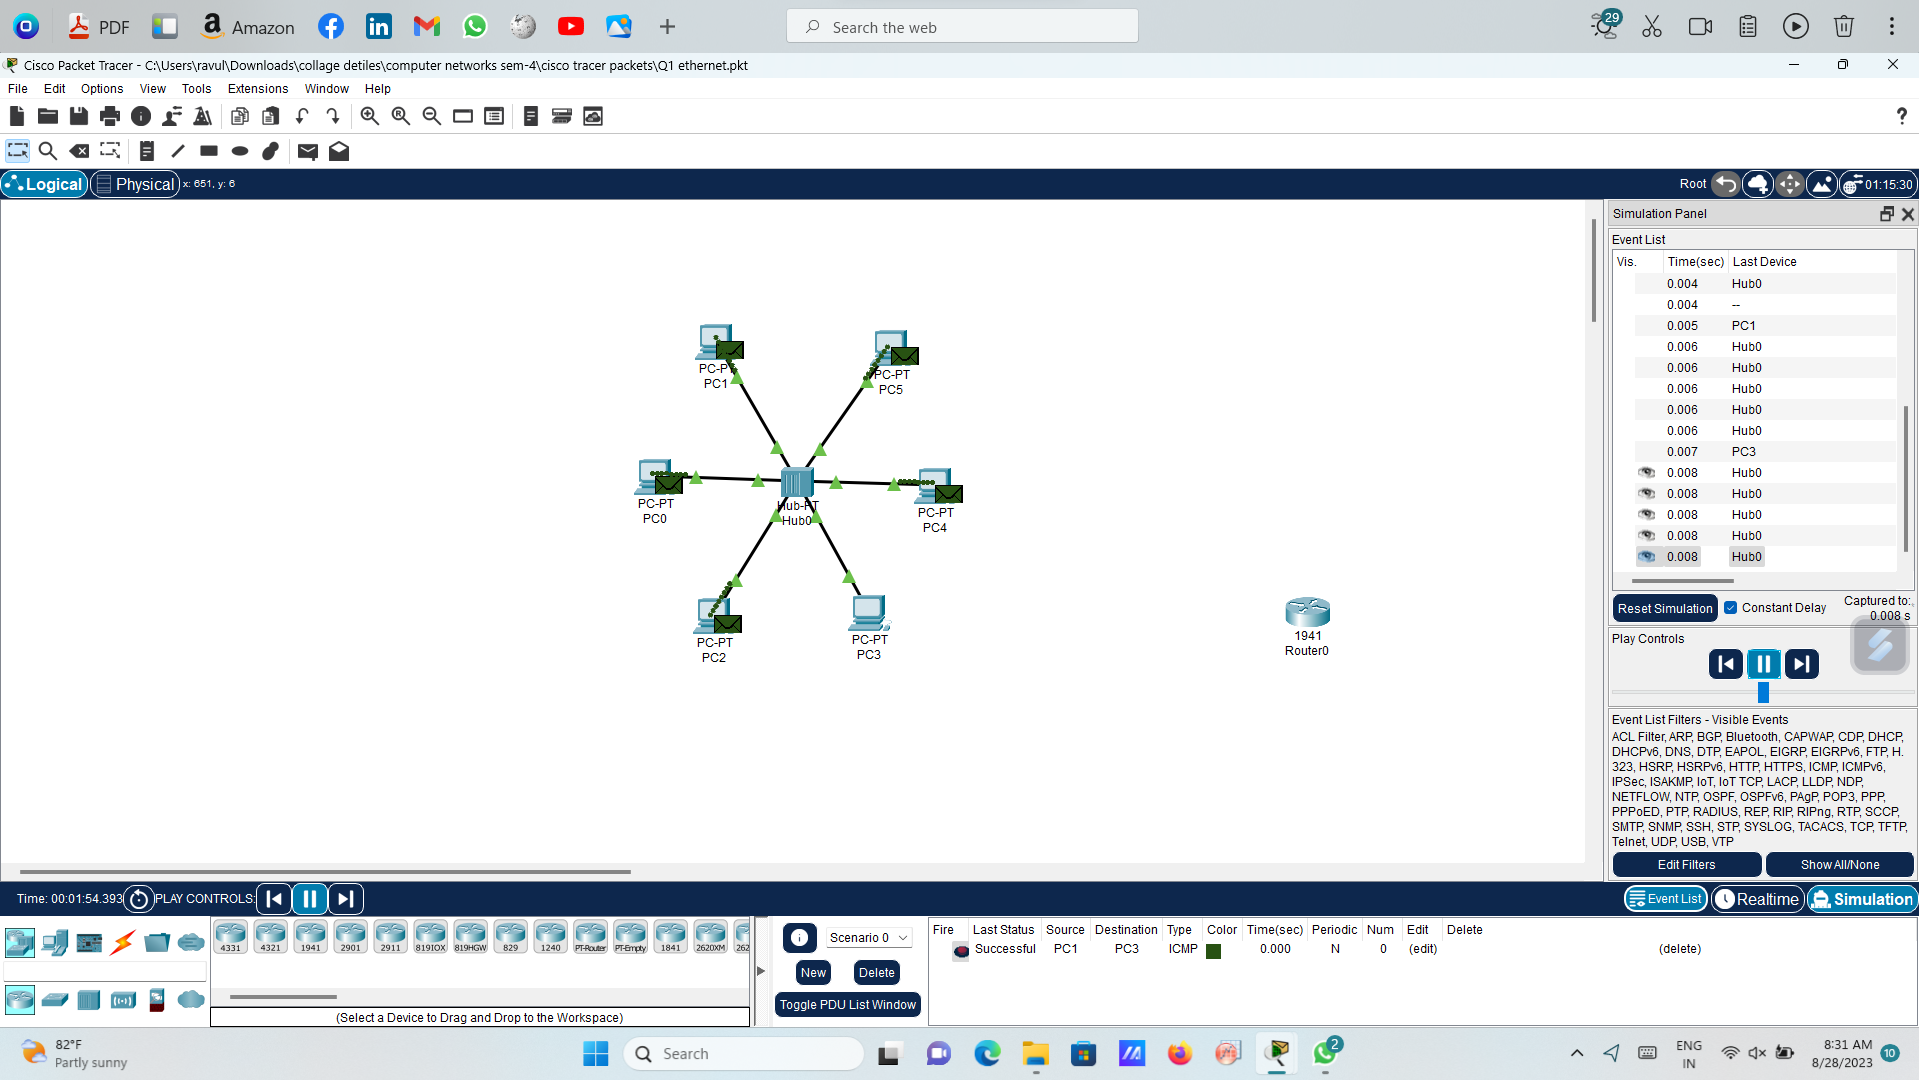 PDF
Amazon
Search the web
29
Cisco Packet Tracer - C:\Users\ravul\Downloads\collage detiles\computer networks sem-4\cisco tracer packets\Q1 ethernet.pkt
File Edit Options View Tools Extensions Window Help
Logical Physical x: 651, y: 6
Root 01:15:30
Simulation Panel
Event List
Vis. Time(sec) Last Device
0.004 Hub0
0.004 --
0.005 PC1
0.006 Hub0
0.006 Hub0
0.006 Hub0
0.006 Hub0
0.006 Hub0
0.007 PC3
0.008 Hub0
0.008 Hub0
0.008 Hub0
0.008 Hub0
0.008 Hub0
Reset Simulation Constant Delay Captured to:
0.008 s
Play Controls
Event List Filters - Visible Events
ACL Filter, ARP, BGP, Bluetooth, CAPWAP, CDP, DHCP,
DHCPv6, DNS, DTP, EAPOL, EIGRP, EIGRPv6, FTP, H.
323, HSRP, HSRPv6, HTTP, HTTPS, ICMP, ICMPv6,
IPSec, ISAKMP, IoT, IoT TCP, LACP, LLDP, NDP,
NETFLOW, NTP, OSPF, OSPFv6, PAgP, POP3, PPP,
PPPoED, PTP, RADIUS, REP, RIP, RIPng, RTP, SCCP,
SMTP, SNMP, SSH, STP, SYSLOG, TACACS, TCP, TFTP,
Telnet, UDP, USB, VTP
Edit Filters Show All/None
PC-PT
PC1
PC-PT
PC5
PC-PT
PC0
Hub-PT
Hub0
PC-PT
PC4
PC-PT
PC2
PC-PT
PC3
1941
Router0
Time: 00:01:54.393 PLAY CONTROLS:
Event List Realtime Simulation
4331 4321 1941 2901 2911 819IOX 819HGW 829 1240 PT-Router PT-Empty 1841 2620XM 262
(Select a Device to Drag and Drop to the Workspace)
Scenario 0
New Delete
Toggle PDU List Window
Fire Last Status Source Destination Type Color Time(sec) Periodic Num Edit Delete
Successful PC1 PC3 ICMP 0.000 N 0 (edit) (delete)
82°F
Partly sunny
Search
2
ENG
IN
8:31 AM
8/28/2023
10